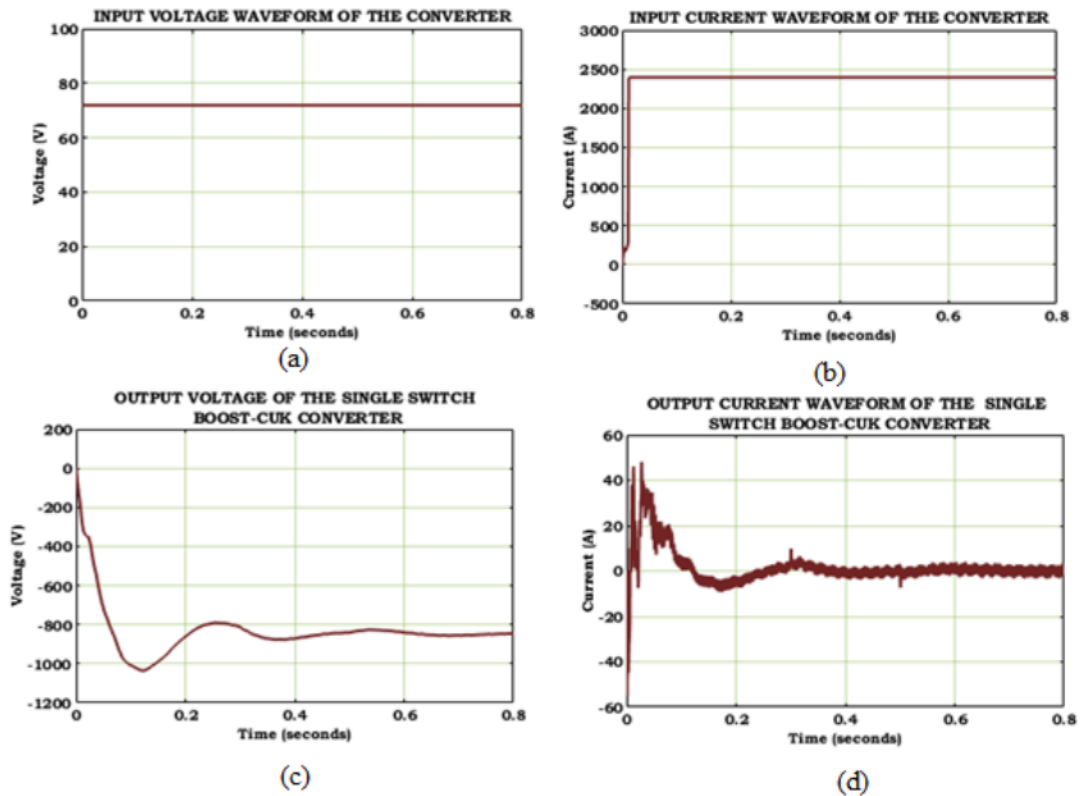 INPUT VOLTAGE WAVEFORM OF THE CONVERTER
100
80
60
40
20
0
Voltage (V)
0
0.2
0.4
0.6
0.8
Time (seconds)
(a)
INPUT CURRENT WAVEFORM OF THE CONVERTER
3000
2500
2000
1500
1000
500
0
-500
Current (A)
0
0.2
0.4
0.6
0.8
Time (seconds)
(b)
OUTPUT VOLTAGE OF THE SINGLE SWITCH
BOOST-CUK CONVERTER
200
0
-200
-400
-600
-800
-1000
-1200
Voltage (V)
0
0.2
0.4
0.6
0.8
Time (seconds)
(c)
OUTPUT CURRENT WAVEFORM OF THE SINGLE
SWITCH BOOST-CUK CONVERTER
60
40
20
0
-20
-40
-60
Current (A)
0
0.2
0.4
0.6
0.8
Time (seconds)
(d)